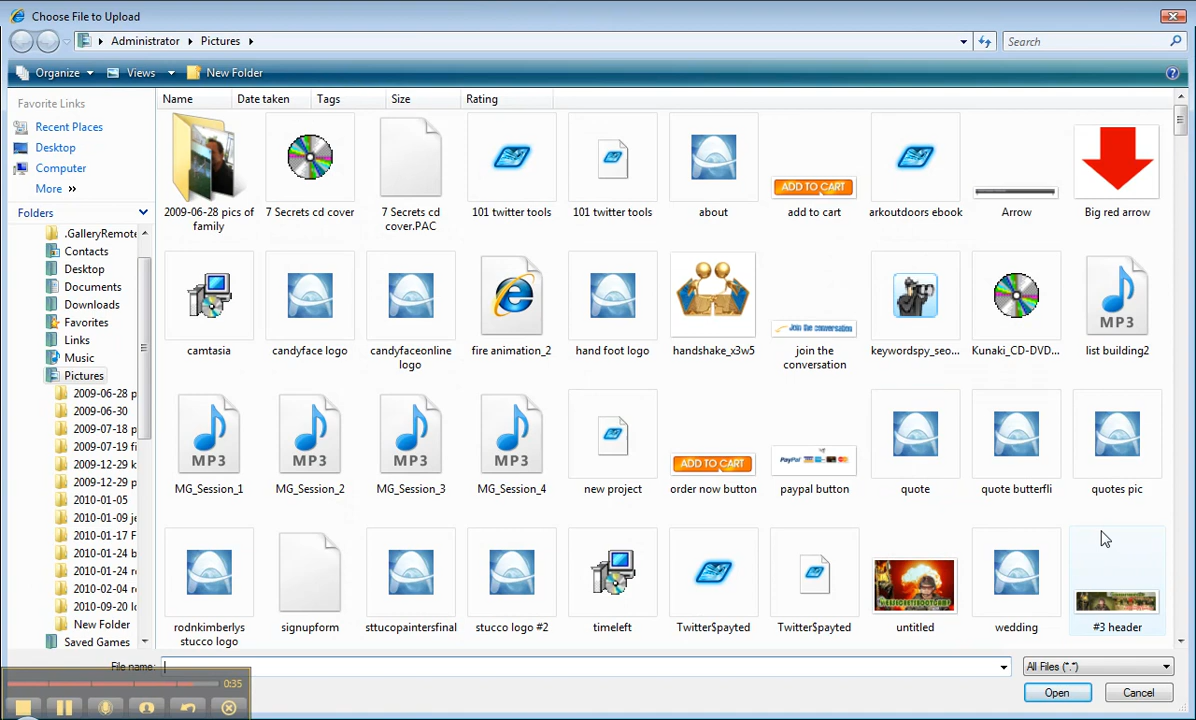 Choose File to Upload
Administrator Pictures
Search
Organize Views New Folder
Favorite Links
Name Date taken Tags Size Rating
Recent Places
Desktop
Computer
More »
Folders
.GalleryRemote
Contacts
Desktop
Documents
Downloads
Favorites
Links
Music
Pictures
2009-06-28 p
2009-06-30
2009-07-18 p
2009-07-19 fi
2009-12-29 k
2009-12-29 p
2010-01-05
2010-01-09 je
2010-01-17 F
2010-01-24 b
2010-01-24 re
2010-02-04 re
2010-09-20 lo
New Folder
Saved Games
ADD TO CART
2009-06-28 pics of family
7 Secrets cd cover
7 Secrets cd cover.PAC
101 twitter tools
101 twitter tools
about
add to cart
arkoutdoors ebook
Arrow
Big red arrow
Join the conversation
MP3
camtasia
candyface logo
candyfaceonline logo
fire animation_2
hand foot logo
handshake_x3w5
join the conversation
keywordspy_seo...
Kunaki_CD-DVD...
list building2
MP3 MP3 MP3 MP3
ADD TO CART
PayPal
MG_Session_1
MG_Session_2
MG_Session_3
MG_Session_4
new project
order now button
paypal button
quote
quote butterfli
quotes pic
rodnkimberlys stucco logo
signupform
sttucopaintersfinal
stucco logo #2
timeleft
Twitter$payted
Twitter$payted
untitled
wedding
#3 header
File name:
All Files (*.*)
Open
Cancel
0:35